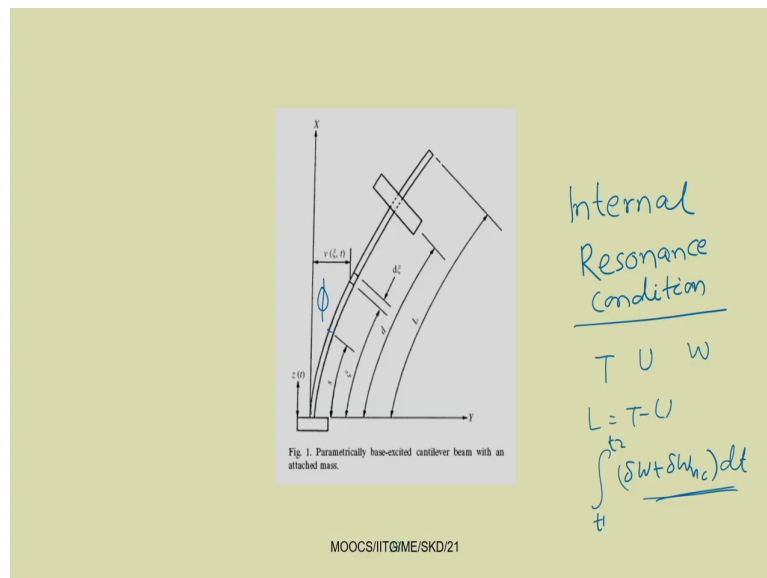 X
v (ξ, t)
dξ
ϕ
z (t)
s
ξ
d
L
Y
Fig. 1. Parametrically base-excited cantilever beam with an
attached mass.
Internal
Resonance
Condition
T U W
L = T-U
t2
∫ (δW+δWnc)dt
t1
MOOCS/IITG/ME/SKD/21